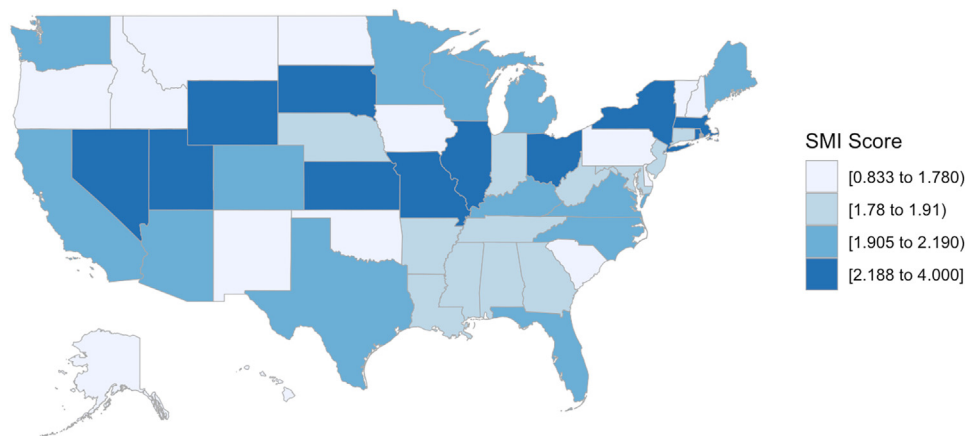 SMI Score
[0.833 to 1.780)
[1.78 to 1.91)
[1.905 to 2.190)
[2.188 to 4.000]